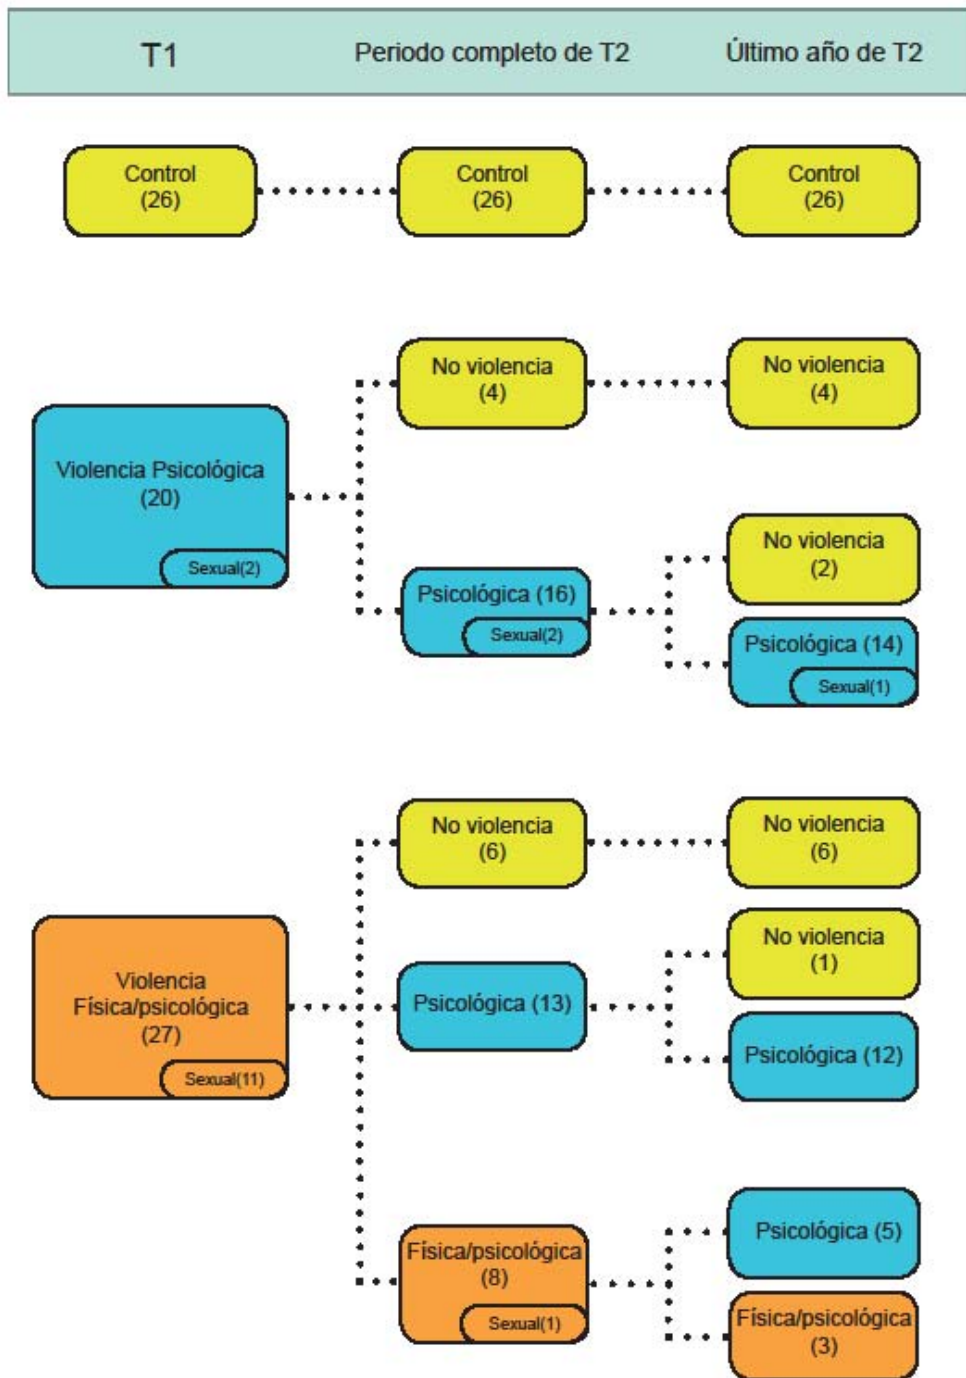 T1
Periodo completo de T2
Último año de T2
Control
(26)
Control
(26)
Control
(26)
Violencia Psicológica
(20)
Sexual(2)
No violencia
(4)
No violencia
(4)
Psicológica (16)
Sexual(2)
No violencia
(2)
Psicológica (14)
Sexual(1)
Violencia
Física/psicológica
(27)
Sexual(11)
No violencia
(6)
No violencia
(6)
Psicológica (13)
No violencia
(1)
Psicológica (12)
Física/psicológica
(8)
Sexual(1)
Psicológica (5)
Física/psicológica
(3)